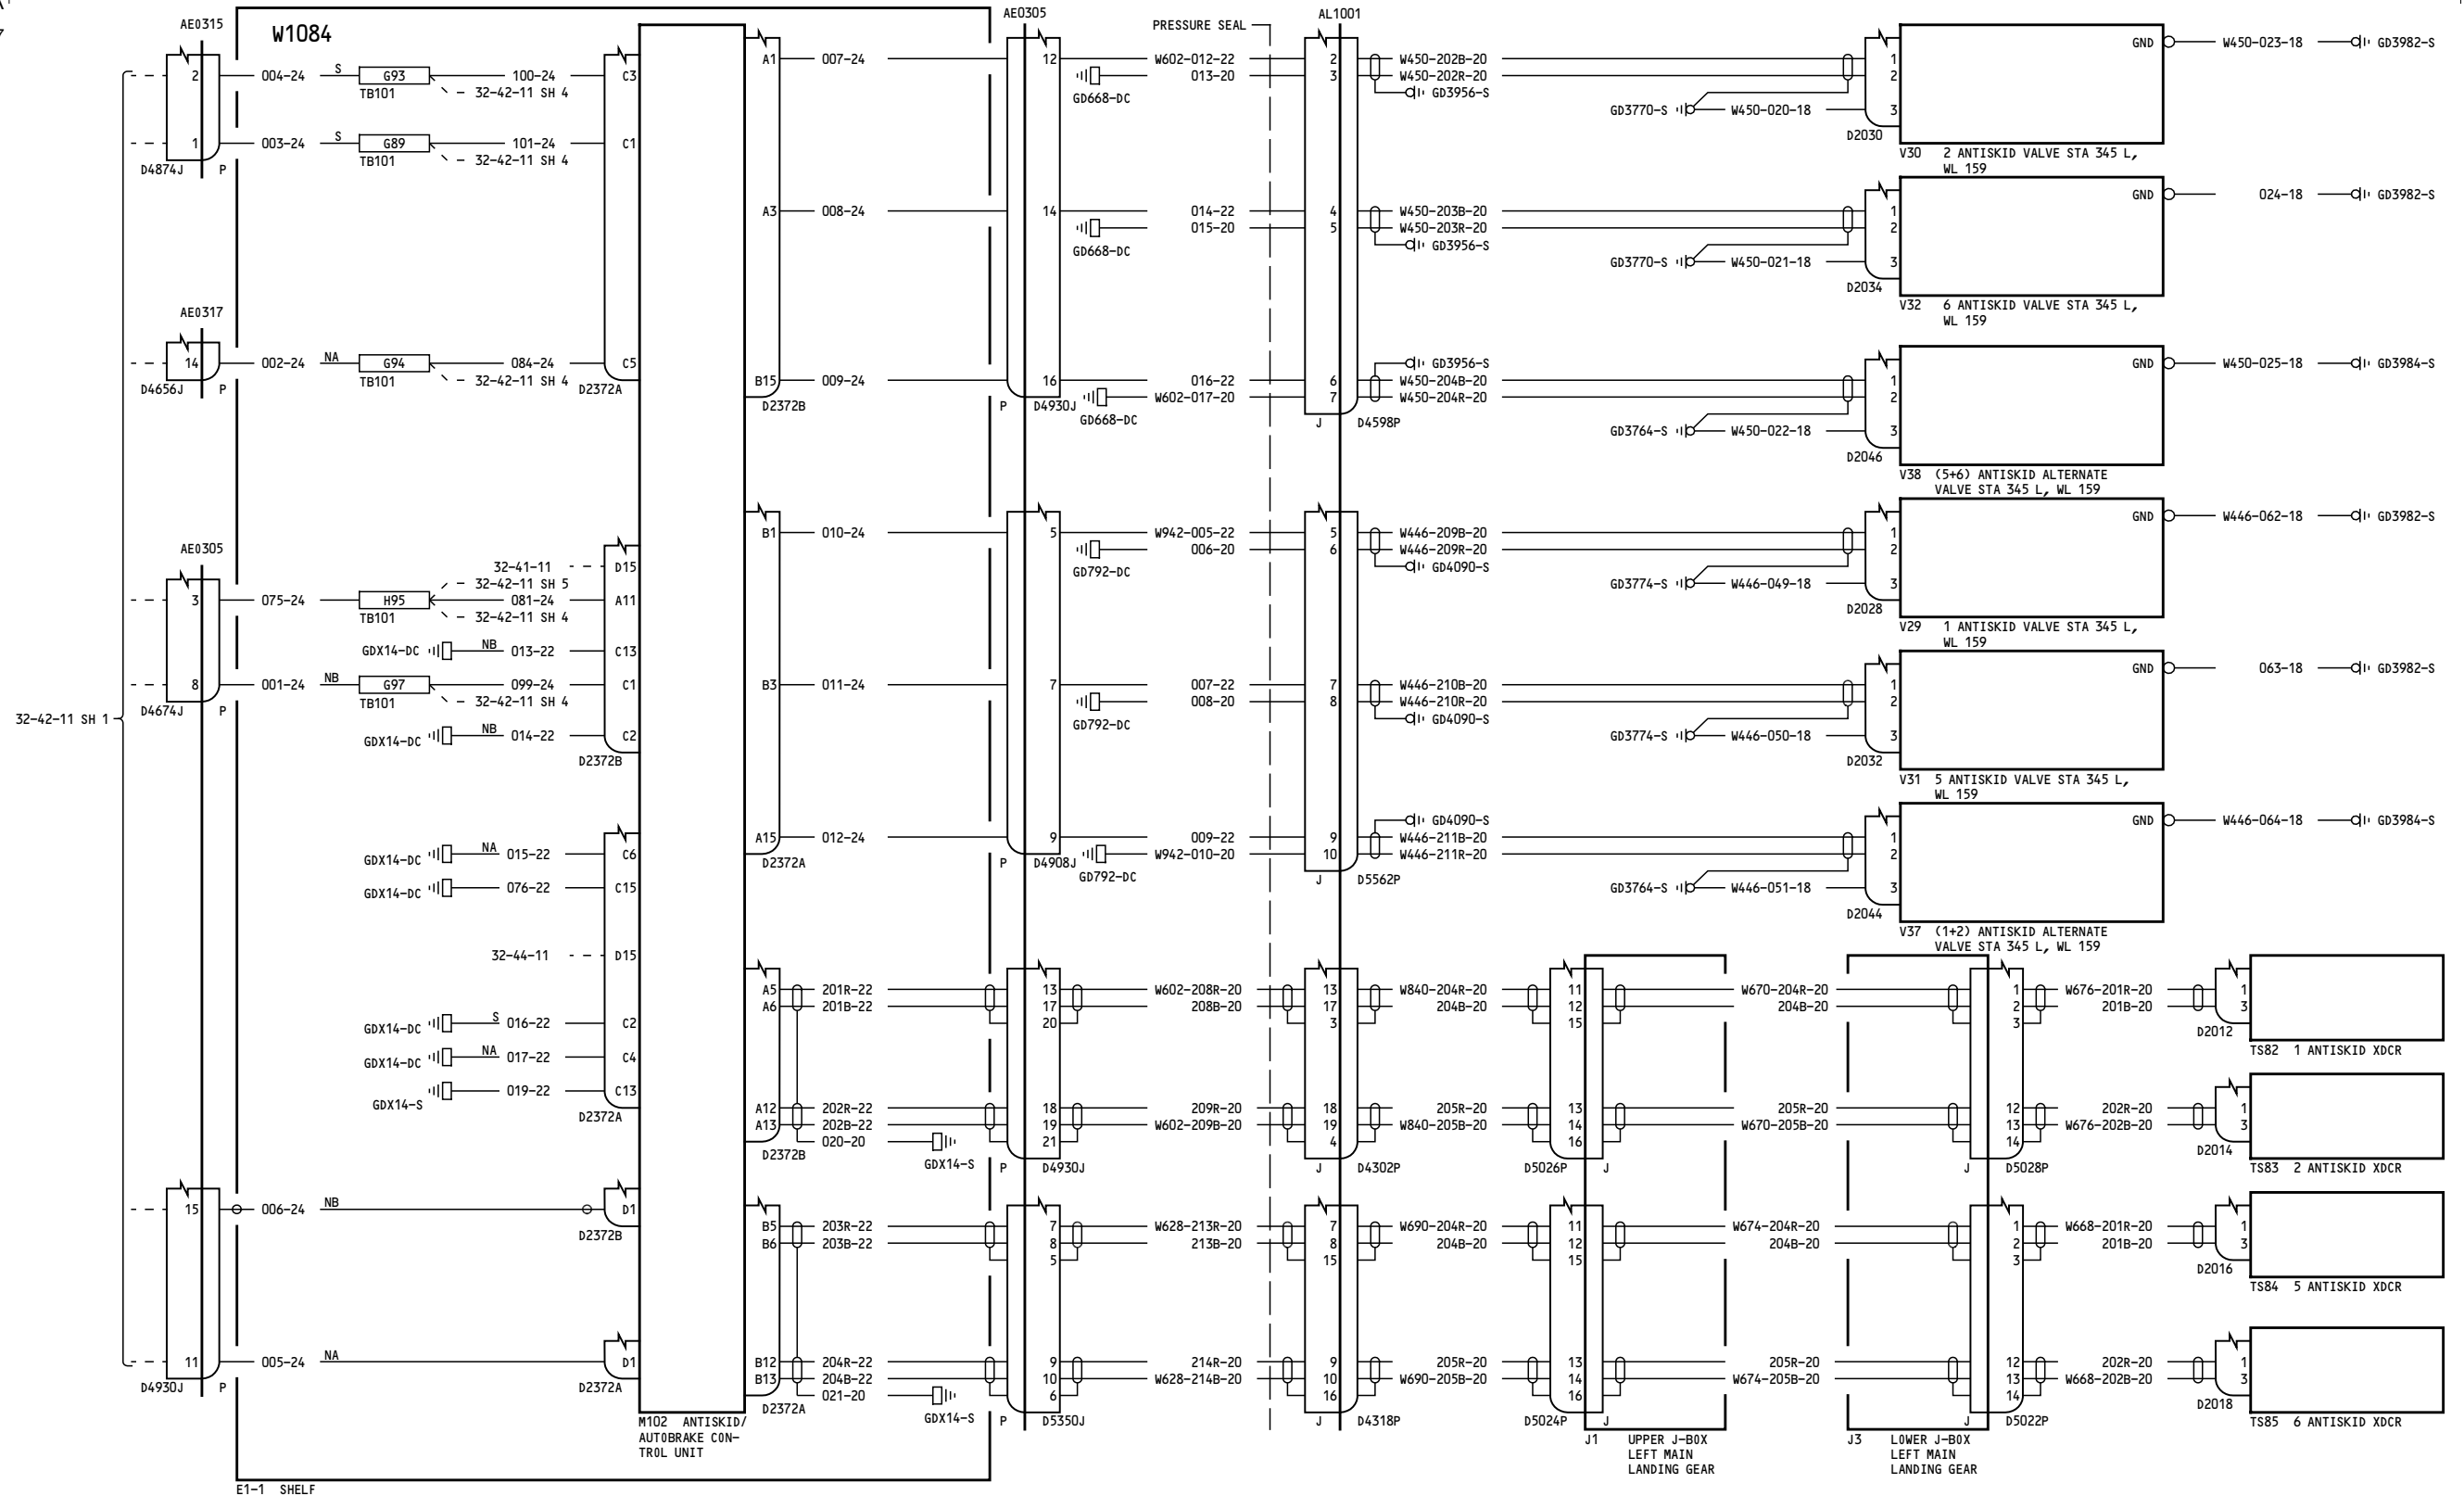 W1084
AE0315
2
004-24
S
G93
TB101
100-24
32-42-11 SH 4
C3
1
003-24
S
G89
TB101
101-24
32-42-11 SH 4
C1
D4874J
P
AE0317
14
002-24
NA
G94
TB101
084-24
32-42-11 SH 4
C5
D2372A
D4656J
P
AE0305
3
075-24
H95
TB101
32-41-11
D15
32-42-11 SH 5
081-24
A11
32-42-11 SH 4
GDX14-DC
NB
013-22
C13
8
001-24
NB
G97
TB101
099-24
32-42-11 SH 4
C1
D4674J
P
32-42-11 SH 1
GDX14-DC
NB
014-22
C2
D2372B
GDX14-DC
NA
015-22
C6
GDX14-DC
076-22
C15
32-44-11
D15
GDX14-DC
S
016-22
C2
GDX14-DC
NA
017-22
C4
GDX14-S
019-22
C13
D2372A
15
006-24
NB
D1
D2372B
11
005-24
NA
D1
D2372A
D4930J
P
M102 ANTISKID/
AUTOBRAKE CON-
TROL UNIT
E1-1 SHELF
A1
007-24
A3
008-24
B15
009-24
D2372B
B1
010-24
B3
011-24
A15
012-24
D2372A
A5
201R-22
A6
201B-22
A12
202R-22
A13
202B-22
020-20
D2372B
GDX14-S
B5
203R-22
B6
203B-22
B12
204R-22
B13
204B-22
021-20
D2372A
GDX14-S
AE0305
12
14
16
P
D4930J
5
7
9
P
D4908J
13
17
20
18
19
21
P
D4930J
7
8
5
9
10
6
P
D5350J
PRESSURE SEAL
W602-012-22
013-20
GD668-DC
014-22
015-20
GD668-DC
016-22
W602-017-20
GD668-DC
W942-005-22
006-20
GD792-DC
007-22
008-20
GD792-DC
009-22
W942-010-20
GD792-DC
W602-208R-20
208B-20
209R-20
W602-209B-20
W628-213R-20
213B-20
214R-20
W628-214B-20
AL1001
2
3
4
5
6
7
J
D4598P
5
6
7
8
9
10
J
D5562P
13
17
3
18
19
4
J
D4302P
7
8
15
9
10
16
J
D4318P
W450-202B-20
W450-202R-20
GD3956-S
W450-203B-20
W450-203R-20
GD3956-S
GD3956-S
W450-204B-20
W450-204R-20
W446-209B-20
W446-209R-20
GD4090-S
W446-210B-20
W446-210R-20
GD4090-S
GD4090-S
W446-211B-20
W446-211R-20
GD3770-S
W450-020-18
1
2
3
D2030
GND
W450-023-18
GD3982-S
V30 2 ANTISKID VALVE STA 345 L,
WL 159
GD3770-S
W450-021-18
1
2
3
D2034
GND
024-18
GD3982-S
V32 6 ANTISKID VALVE STA 345 L,
WL 159
GD3764-S
W450-022-18
1
2
3
D2046
GND
W450-025-18
GD3984-S
V38 (5+6) ANTISKID ALTERNATE
VALVE STA 345 L, WL 159
GD3774-S
W446-049-18
1
2
3
D2028
GND
W446-062-18
GD3982-S
V29 1 ANTISKID VALVE STA 345 L,
WL 159
GD3774-S
W446-050-18
1
2
3
D2032
GND
063-18
GD3982-S
V31 5 ANTISKID VALVE STA 345 L,
WL 159
GD3764-S
W446-051-18
1
2
3
D2044
GND
W446-064-18
GD3984-S
V37 (1+2) ANTISKID ALTERNATE
VALVE STA 345 L, WL 159
W840-204R-20
204B-20
205R-20
W840-205B-20
11
12
15
13
14
16
D5026P
J
W670-204R-20
204B-20
205R-20
W670-205B-20
1
2
3
12
13
14
J
D5028P
W676-201R-20
201B-20
1
3
D2012
TS82 1 ANTISKID XDCR
202R-20
W676-202B-20
1
3
D2014
TS83 2 ANTISKID XDCR
W690-204R-20
204B-20
205R-20
W690-205B-20
11
12
15
13
14
16
D5024P
J
W674-204R-20
204B-20
205R-20
W674-205B-20
1
2
3
12
13
14
J
D5022P
W668-201R-20
201B-20
1
3
D2016
TS84 5 ANTISKID XDCR
202R-20
W668-202B-20
1
3
D2018
TS85 6 ANTISKID XDCR
J1 UPPER J-BOX
LEFT MAIN
LANDING GEAR
J3 LOWER J-BOX
LEFT MAIN
LANDING GEAR